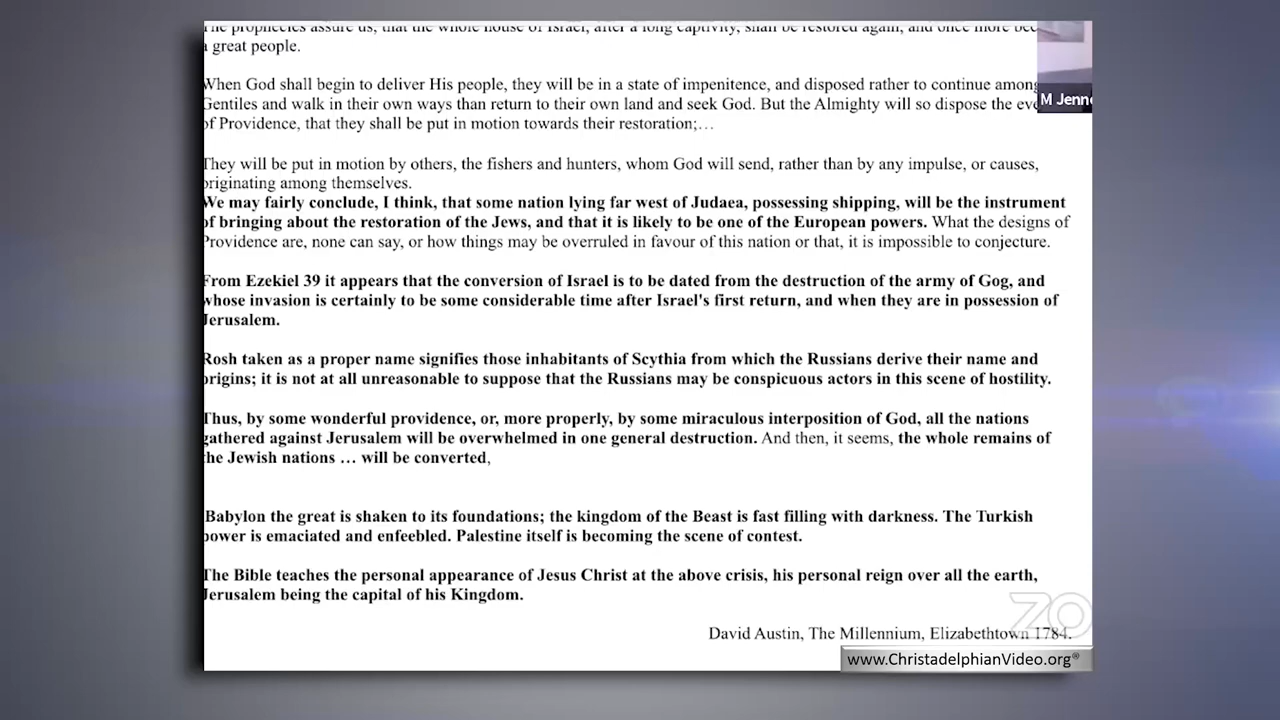 The prophecies assure us, that the whole house of Israel, after a long captivity, shall be restored again, and once more bec
a great people.
When God shall begin to deliver His people, they will be in a state of impenitence, and disposed rather to continue among
Gentiles and walk in their own ways than return to their own land and seek God. But the Almighty will so dispose the eve
of Providence, that they shall be put in motion towards their restoration;…
They will be put in motion by others, the fishers and hunters, whom God will send, rather than by any impulse, or causes,
originating among themselves.
We may fairly conclude, I think, that some nation lying far west of Judaea, possessing shipping, will be the instrument
of bringing about the restoration of the Jews, and that it is likely to be one of the European powers. What the designs of
Providence are, none can say, or how things may be overruled in favour of this nation or that, it is impossible to conjecture.
From Ezekiel 39 it appears that the conversion of Israel is to be dated from the destruction of the army of Gog, and
whose invasion is certainly to be some considerable time after Israel's first return, and when they are in possession of
Jerusalem.
Rosh taken as a proper name signifies those inhabitants of Scythia from which the Russians derive their name and
origins; it is not at all unreasonable to suppose that the Russians may be conspicuous actors in this scene of hostility.
Thus, by some wonderful providence, or, more properly, by some miraculous interposition of God, all the nations
gathered against Jerusalem will be overwhelmed in one general destruction. And then, it seems, the whole remains of
the Jewish nations … will be converted,
Babylon the great is shaken to its foundations; the kingdom of the Beast is fast filling with darkness. The Turkish
power is emaciated and enfeebled. Palestine itself is becoming the scene of contest.
The Bible teaches the personal appearance of Jesus Christ at the above crisis, his personal reign over all the earth,
Jerusalem being the capital of his Kingdom.
David Austin, The Millennium, Elizabethtown 1784.
M Jenne
ZO
www.ChristadelphianVideo.org®